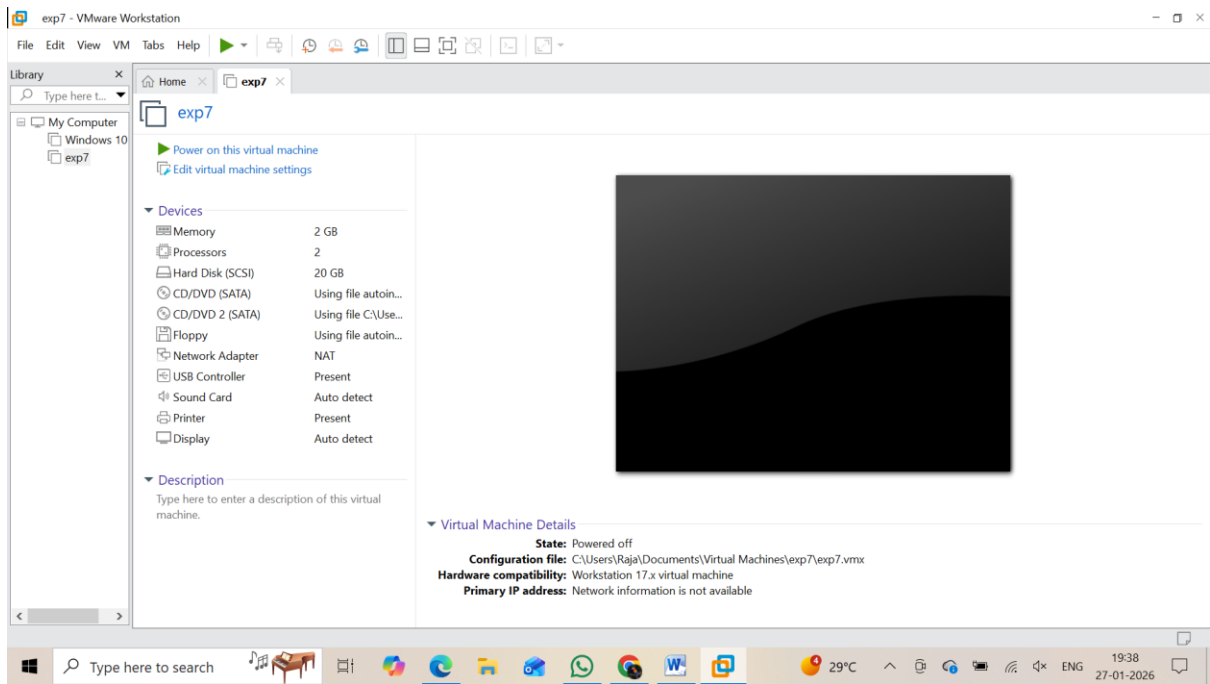 exp7 - VMware Workstation
File Edit View VM Tabs Help
Library
Type here t...
My Computer
Windows 10
exp7
Home
exp7
exp7
Power on this virtual machine
Edit virtual machine settings
Devices
Memory 2 GB
Processors 2
Hard Disk (SCSI) 20 GB
CD/DVD (SATA) Using file autoin...
CD/DVD 2 (SATA) Using file C:\Use...
Floppy Using file autoin...
Network Adapter NAT
USB Controller Present
Sound Card Auto detect
Printer Present
Display Auto detect
Description
Type here to enter a description of this virtual
machine.
Virtual Machine Details
State: Powered off
Configuration file: C:\Users\Raja\Documents\Virtual Machines\exp7\exp7.vmx
Hardware compatibility: Workstation 17.x virtual machine
Primary IP address: Network information is not available
Type here to search
29°C
ENG
19:38
27-01-2026